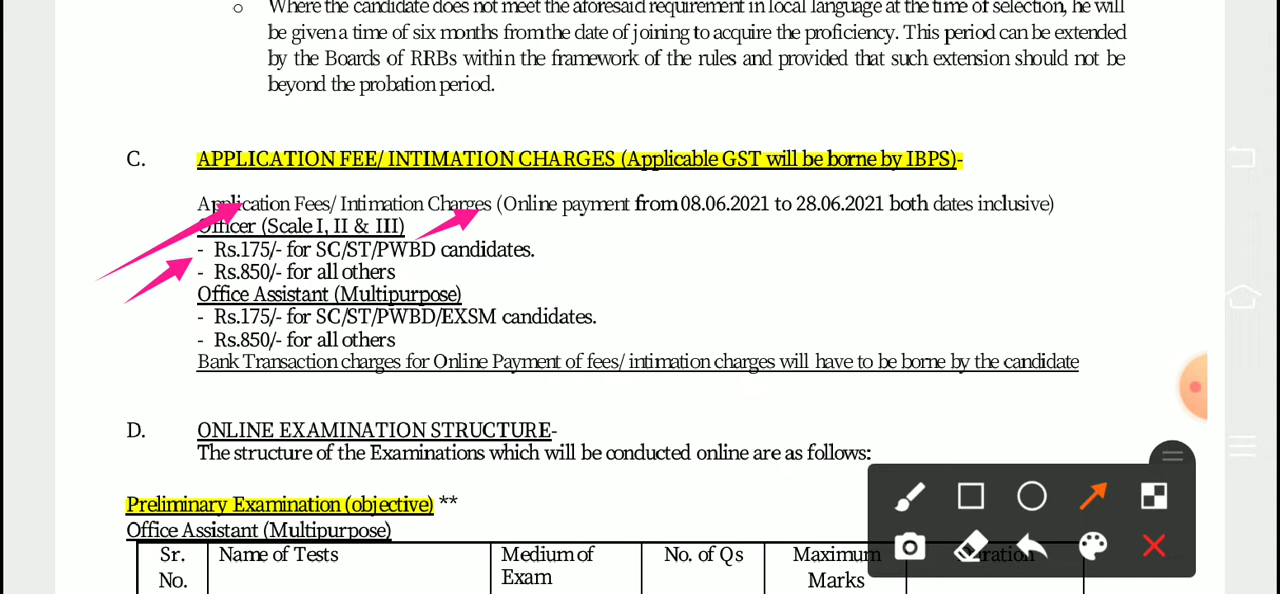 o Where the candidate does not meet the aforesaid requirement in local language at the time of selection, he will
be given a time of six months from the date of joining to acquire the proficiency. This period can be extended
by the Boards of RRBs within the framework of the rules and provided that such extension should not be
beyond the probation period.
C. APPLICATION FEE/ INTIMATION CHARGES (Applicable GST will be borne by IBPS)-
Application Fees/ Intimation Charges (Online payment from 08.06.2021 to 28.06.2021 both dates inclusive)
Officer (Scale I, II & III)
- Rs.175/- for SC/ST/PWBD candidates.
- Rs.850/- for all others
Office Assistant (Multipurpose)
- Rs.175/- for SC/ST/PWBD/EXSM candidates.
- Rs.850/- for all others
Bank Transaction charges for Online Payment of fees/ intimation charges will have to be borne by the candidate
D. ONLINE EXAMINATION STRUCTURE-
The structure of the Examinations which will be conducted online are as follows:
Preliminary Examination (objective) **
Office Assistant (Multipurpose)
Sr. Name of Tests Medium of No. of Qs Maximum Duration
No. Exam Marks